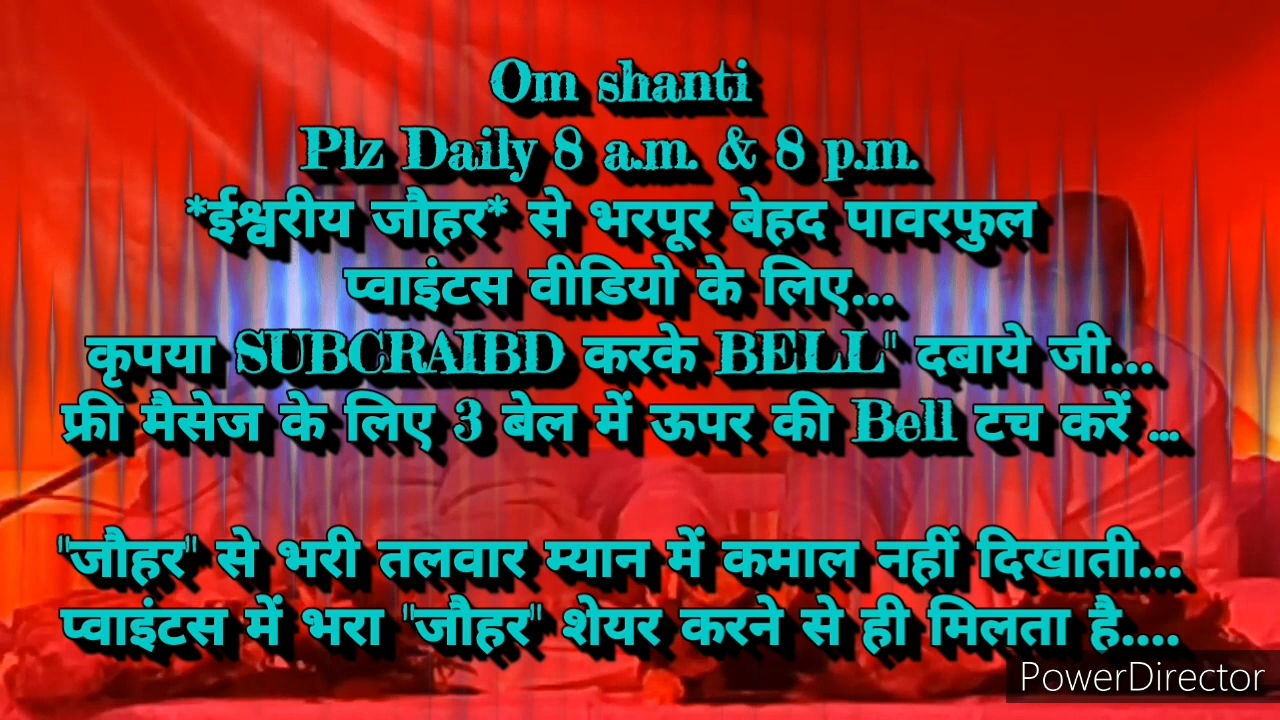 Om shanti
Plz Daily 8 a.m. & 8 p.m.
*ईश्वरीय जौहर* से भरपूर बेहद पावरफुल
प्वाइंटस वीडियो के लिए...
कृपया SUBCRAIBD करके BELL" दबाये जी...
फ्री मैसेज के लिए 3 बेल में ऊपर की Bell टच करें ...
"जौहर" से भरी तलवार म्यान में कमाल नहीं दिखाती...
प्वाइंटस में भरा "जौहर" शेयर करने से ही मिलता है....
PowerDirector